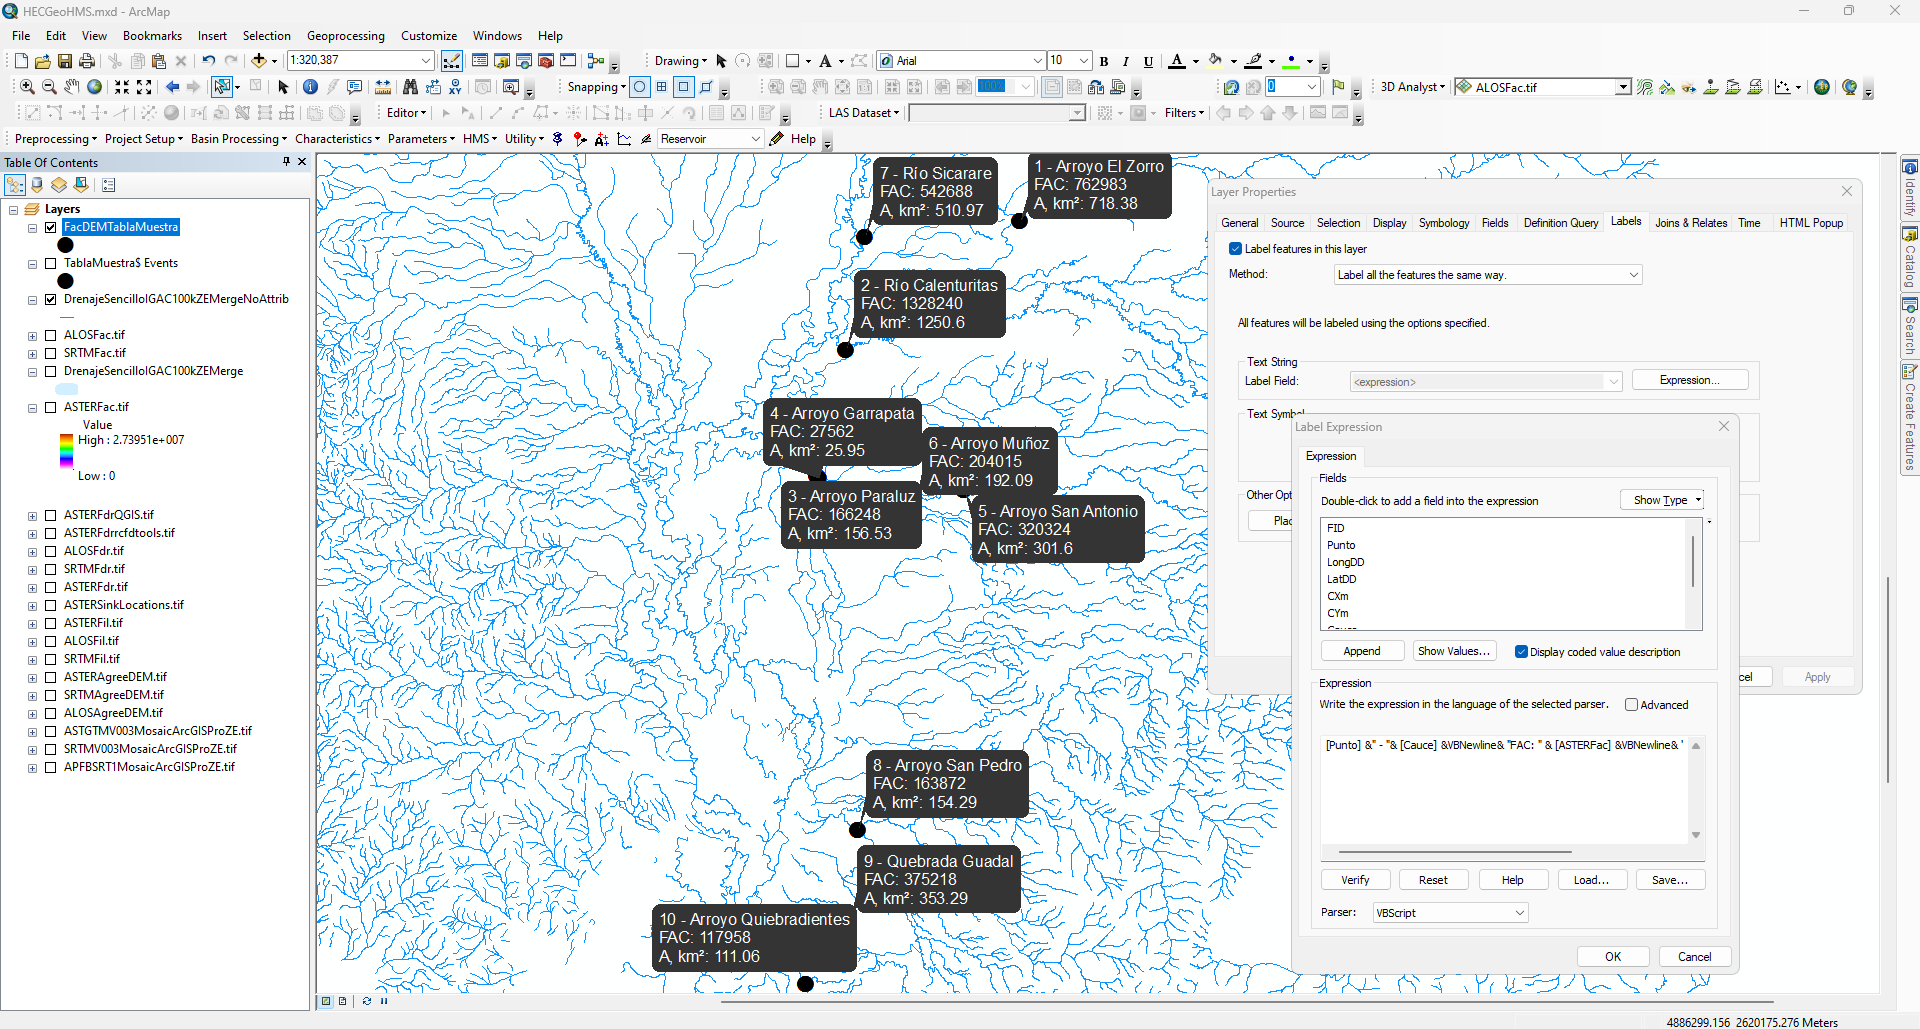 HECGeoHMS.mxd - ArcMap
File Edit View Bookmarks Insert Selection Geoprocessing Customize Windows Help
1:320,387
Drawing
Arial
10
B I U A
Snapping
100%
0
3D Analyst
ALOSFac.tif
Editor
LAS Dataset
Filters
Preprocessing Project Setup Basin Processing Characteristics Parameters HMS Utility
Reservoir
Help
Table Of Contents
Layers
FacDEMTablaMuestra
TablaMuestra$ Events
DrenajeSencilloIGAC100kZEMergeNoAttrib
ALOSFac.tif
SRTMFac.tif
DrenajeSencilloIGAC100kZEMerge
ASTERFac.tif
Value
High : 2.73951e+007
Low : 0
ASTERFdrQGIS.tif
ASTERFdrrcfdtools.tif
ALOSFdr.tif
SRTMFdr.tif
ASTERFdr.tif
ASTERSinkLocations.tif
ASTERFil.tif
ALOSFil.tif
SRTMFil.tif
ASTERAgreeDEM.tif
SRTMAgreeDEM.tif
ALOSAgreeDEM.tif
ASTGTMV003MosaicArcGISProZE.tif
SRTMV003MosaicArcGISProZE.tif
APFBSRT1MosaicArcGISProZE.tif
7 - Río Sicarare
FAC: 542688
A, km²: 510.97
1 - Arroyo El Zorro
FAC: 762983
A, km²: 718.38
2 - Río Calenturitas
FAC: 1328240
A, km²: 1250.6
4 - Arroyo Garrapata
FAC: 27562
A, km²: 25.95
6 - Arroyo Muñoz
FAC: 204015
A, km²: 192.09
3 - Arroyo Paraluz
FAC: 166248
A, km²: 156.53
5 - Arroyo San Antonio
FAC: 320324
A, km²: 301.6
8 - Arroyo San Pedro
FAC: 163872
A, km²: 154.29
9 - Quebrada Guadal
FAC: 375218
A, km²: 353.29
10 - Arroyo Quiebradientes
FAC: 117958
A, km²: 111.06
Layer Properties
General Source Selection Display Symbology Fields Definition Query Labels Joins & Relates Time HTML Popup
Label features in this layer
Method:
Label all the features the same way.
All features will be labeled using the options specified.
Text String
Label Field:
<expression>
Expression...
Text Symbol
Other Opt
Plac
cel
Apply
Label Expression
Expression
Fields
Double-click to add a field into the expression
Show Type
FID
Punto
LongDD
LatDD
CXm
CYm
Cauce
Append
Show Values...
Display coded value description
Expression
Write the expression in the language of the selected parser.
Advanced
[Punto] &" - "& [Cauce] &VBNewline& "FAC: " & [ASTERFac] &VBNewline& "
Verify
Reset
Help
Load...
Save...
Parser:
VBScript
OK
Cancel
Identify
Catalog
Search
Create Features
4886299.156 2620175.276 Meters